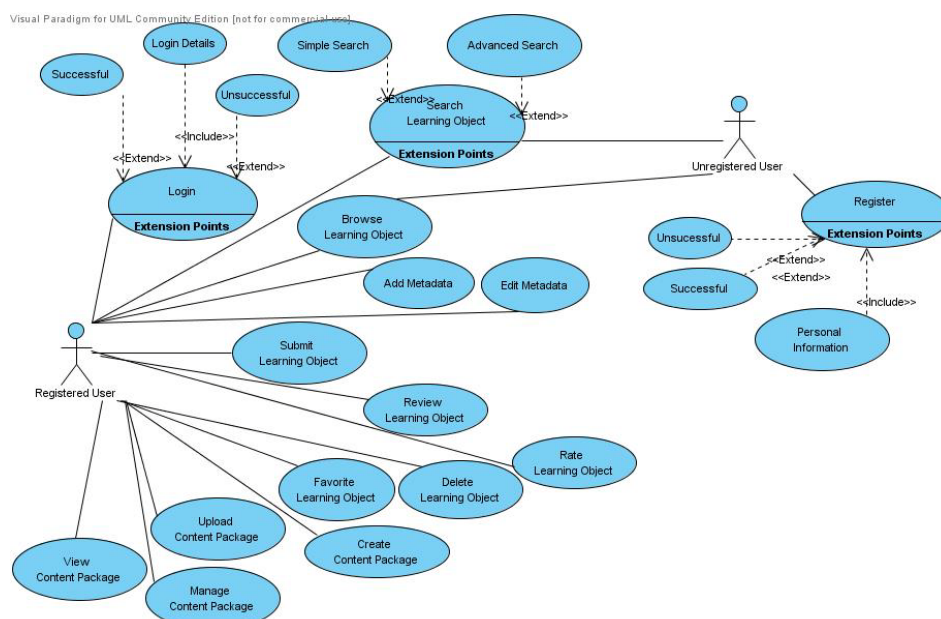 Visual Paradigm for UML Community Edition [not for commercial use]
Login Details
Simple Search
Advanced Search
Successful
Unsuccessful
<<Extend>>
Search
Learning Object
<<Extend>>
Extension Points
<<Include>>
<<Extend>>
<<Extend>>
Login
Extension Points
Unregistered User
Register
Extension Points
Browse
Learning Object
Unsucessful
<<Extend>>
<<Extend>>
Successful
Add Metadata
Edit Metadata
<<Include>>
Personal
Information
Submit
Learning Object
Registered User
Review
Learning Object
Rate
Learning Object
Favorite
Learning Object
Delete
Learning Object
Upload
Content Package
Create
Content Package
View
Content Package
Manage
Content Package